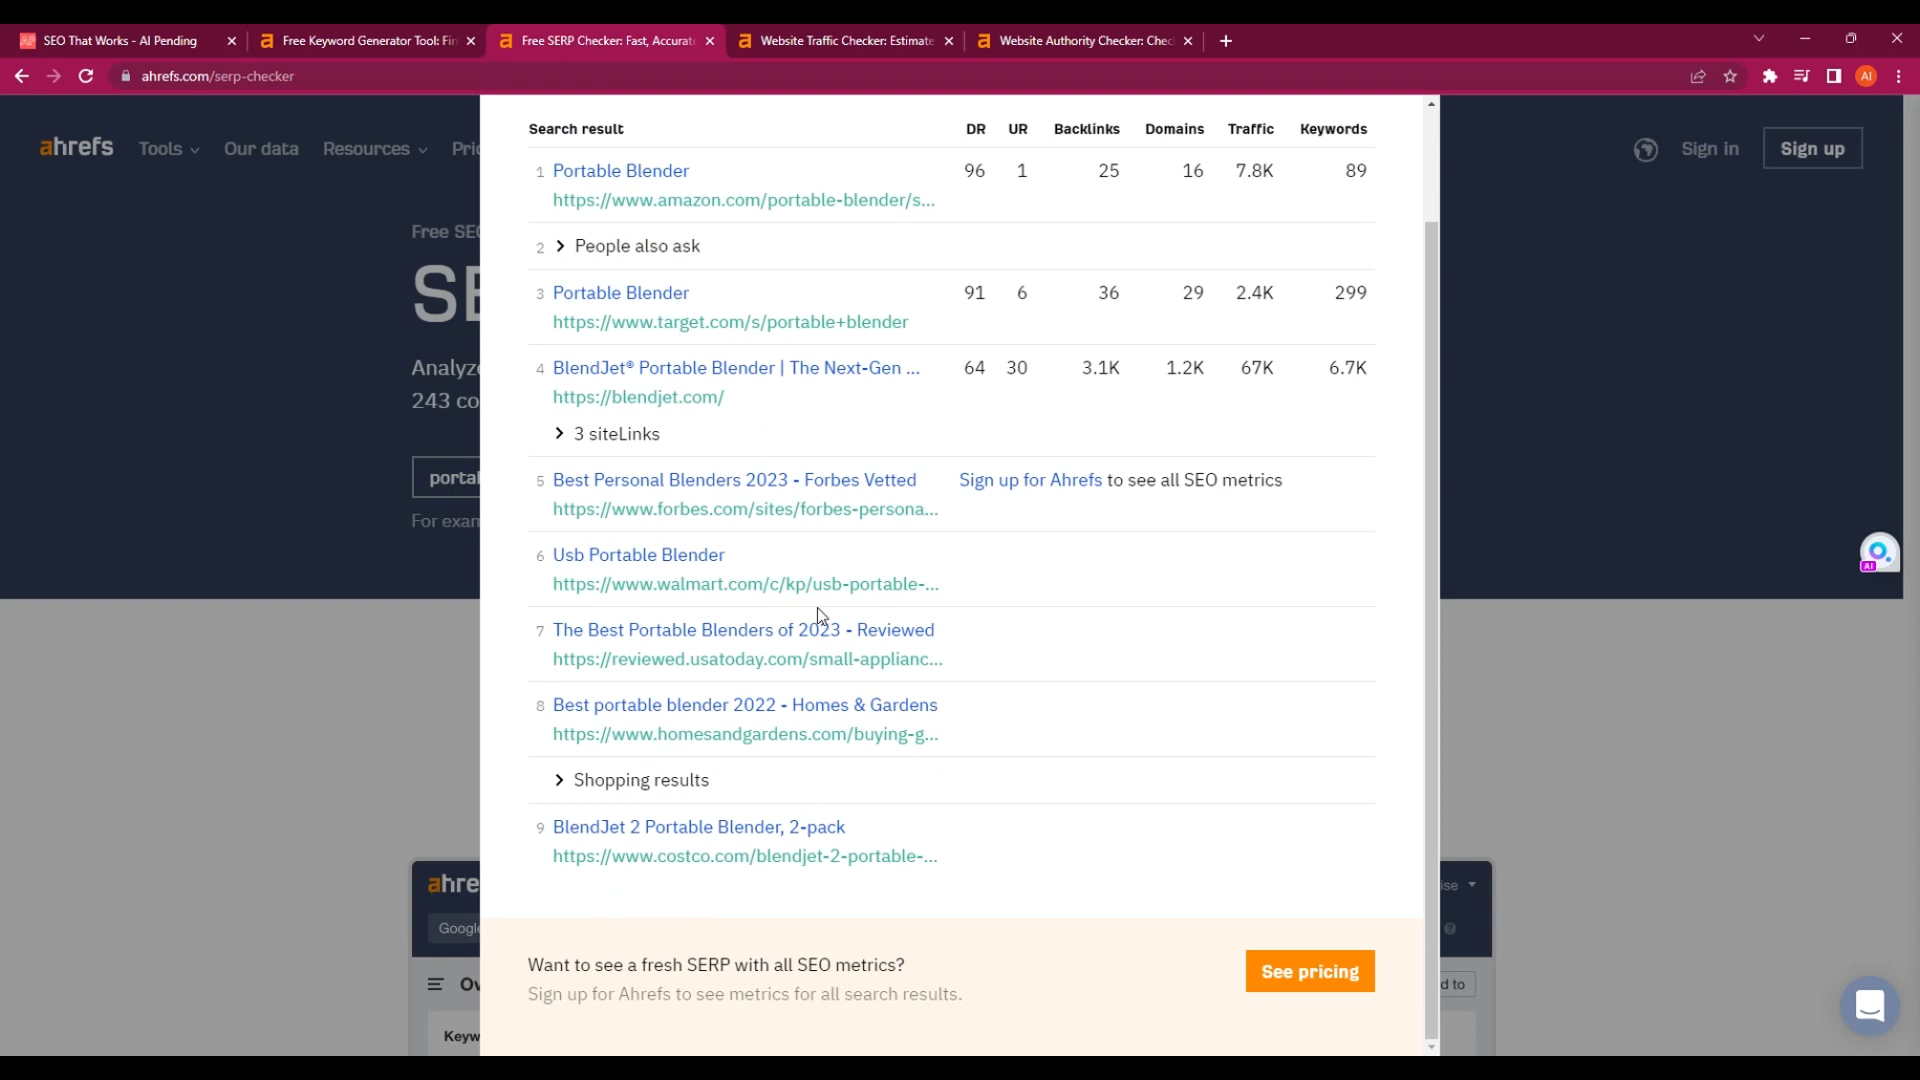 SEO That Works - AI Pending
Free Keyword Generator Tool: Fin
Free SERP Checker: Fast, Accurat
Website Traffic Checker: Estimate
Website Authority Checker: Chec
ahrefs.com/serp-checker
AI
ahrefs
Tools
Our data
Resources
Pric
Sign in
Sign up
Free SE
SE
Analyze
243 co
portal
For exam
Search result DR UR Backlinks Domains Traffic Keywords
1 Portable Blender 96 1 25 16 7.8K 89
https://www.amazon.com/portable-blender/s...
2 People also ask
3 Portable Blender 91 6 36 29 2.4K 299
https://www.target.com/s/portable+blender
4 BlendJet® Portable Blender | The Next-Gen ... 64 30 3.1K 1.2K 67K 6.7K
https://blendjet.com/
3 siteLinks
5 Best Personal Blenders 2023 - Forbes Vetted Sign up for Ahrefs to see all SEO metrics
https://www.forbes.com/sites/forbes-persona...
6 Usb Portable Blender
https://www.walmart.com/c/kp/usb-portable-...
7 The Best Portable Blenders of 2023 - Reviewed
https://reviewed.usatoday.com/small-applianc...
8 Best portable blender 2022 - Homes & Gardens
https://www.homesandgardens.com/buying-g...
Shopping results
9 BlendJet 2 Portable Blender, 2-pack
https://www.costco.com/blendjet-2-portable-...
AI
ahre
ise
Google
Want to see a fresh SERP with all SEO metrics?
See pricing
Sign up for Ahrefs to see metrics for all search results.
Ov
d to
Keyw